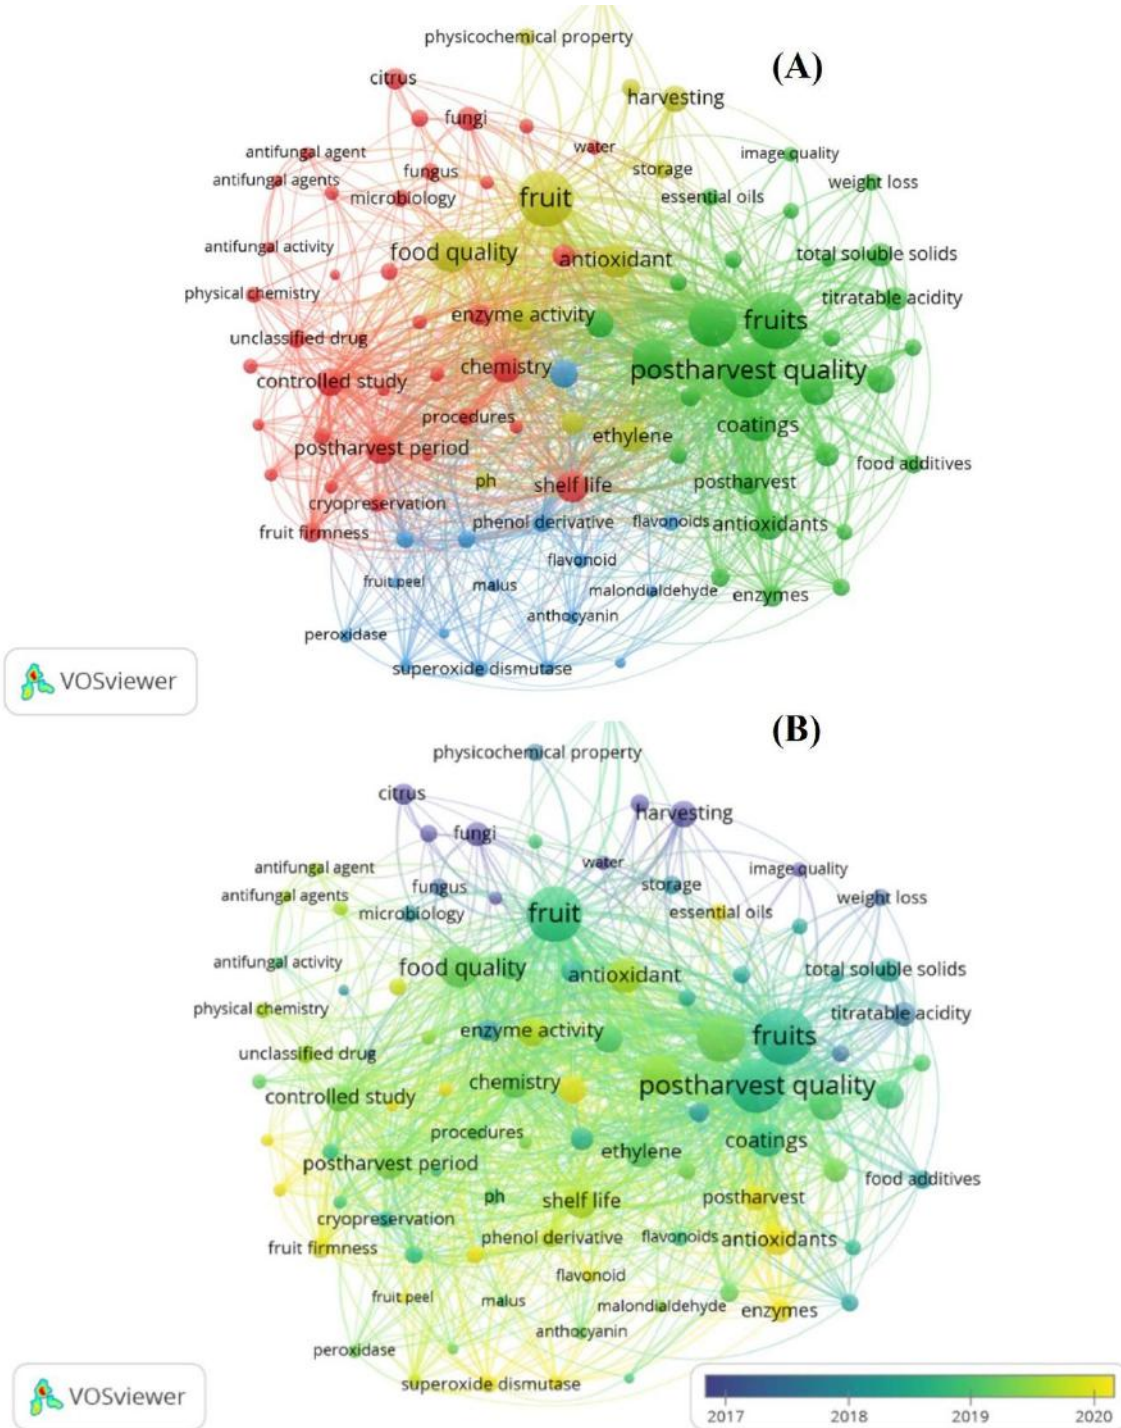 physicochemical property
(A)
citrus
harvesting
fungi
water
antifungal agent
image quality
fungus
storage
antifungal agents
weight loss
microbiology
fruit
essential oils
antifungal activity
food quality
antioxidant
total soluble solids
physical chemistry
titratable acidity
enzyme activity
fruits
unclassified drug
chemistry
postharvest quality
controlled study
procedures
coatings
ethylene
postharvest period
food additives
ph
shelf life
postharvest
cryopreservation
phenol derivative
flavonoids
antioxidants
fruit firmness
flavonoid
fruit peel
malus
malondialdehyde
enzymes
anthocyanin
peroxidase
superoxide dismutase
VOSviewer
(B)
physicochemical property
citrus
harvesting
fungi
water
antifungal agent
image quality
fungus
storage
antifungal agents
weight loss
microbiology
fruit
essential oils
antifungal activity
food quality
antioxidant
total soluble solids
physical chemistry
titratable acidity
enzyme activity
fruits
unclassified drug
chemistry
postharvest quality
controlled study
procedures
coatings
ethylene
postharvest period
food additives
ph
shelf life
postharvest
cryopreservation
phenol derivative
flavonoids
antioxidants
fruit firmness
flavonoid
fruit peel
malus
malondialdehyde
enzymes
anthocyanin
peroxidase
superoxide dismutase
VOSviewer
2017 2018 2019 2020